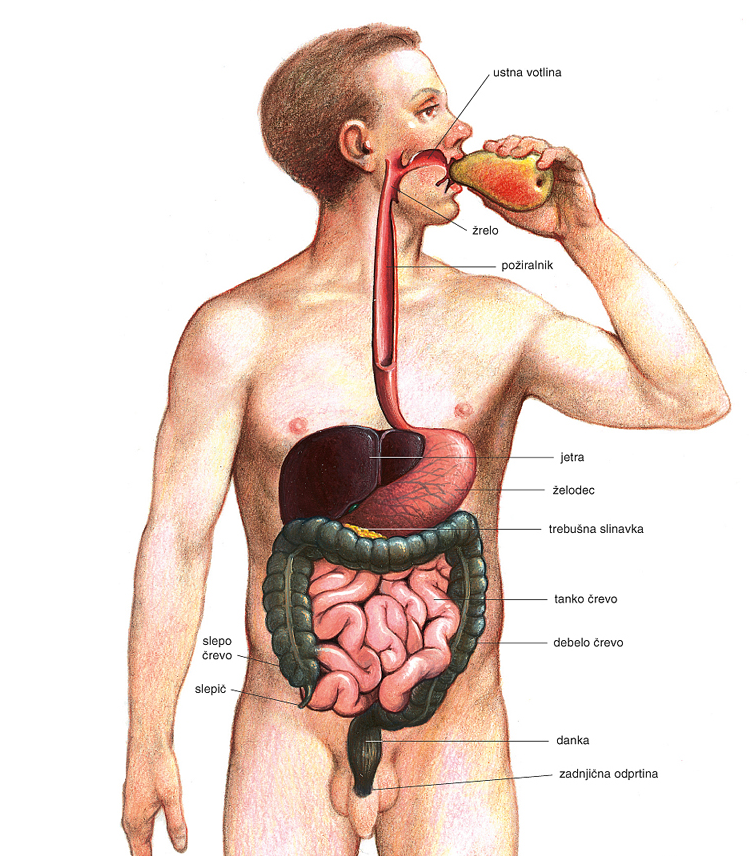 ustna votlina
žrelo
požiralnik
jetra
želodec
trebušna slinavka
tanko črevo
debelo črevo
slepo
črevo
slepič
danka
zadnjična odprtina